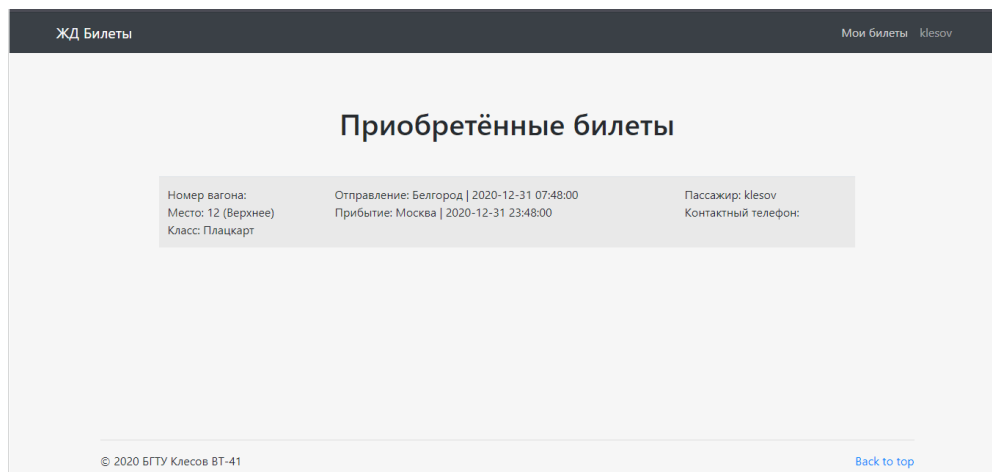 ЖД Билеты
Мои билеты klesov
Приобретённые билеты
Номер вагона:
Место: 12 (Верхнее)
Класс: Плацкарт
Отправление: Белгород | 2020-12-31 07:48:00
Прибытие: Москва | 2020-12-31 23:48:00
Пассажир: klesov
Контактный телефон:
© 2020 БГТУ Клесов ВТ-41
Back to top